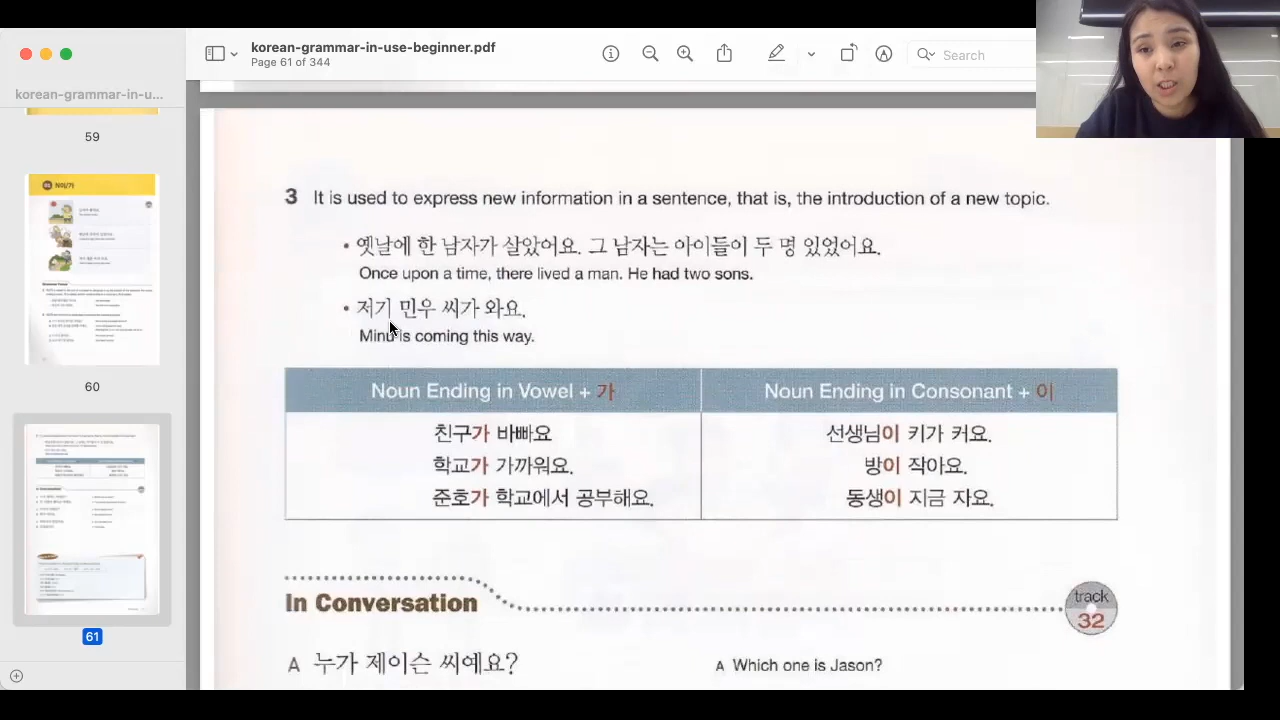 korean-grammar-in-use-beginner.pdf
Page 61 of 344
Search
korean-grammar-in-u...
59
60
61
3 It is used to express new information in a sentence, that is, the introduction of a new topic.
• 옛날에 한 남자가 살았어요. 그 남자는 아이들이 두 명 있었어요.
Once upon a time, there lived a man. He had two sons.
• 저기 민우 씨가 와요.
Minu is coming this way.
Noun Ending in Vowel + 가
Noun Ending in Consonant + 이
친구가 바빠요
선생님이 키가 커요.
학교가 가까워요.
방이 작아요.
준호가 학교에서 공부해요.
동생이 지금 자요.
In Conversation
track
32
A 누가 제이슨 씨예요?
A Which one is Jason?